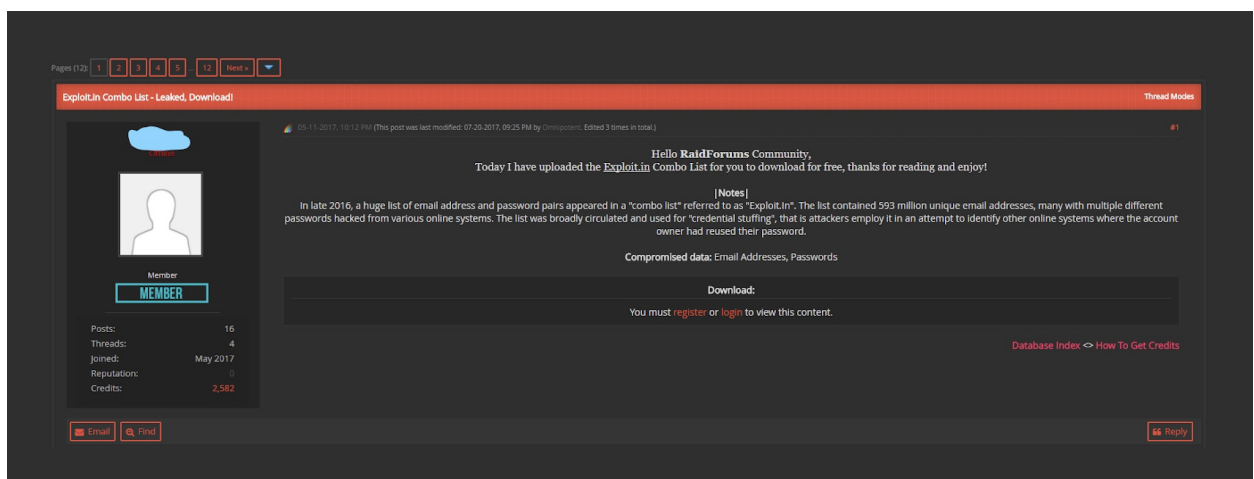 Pages (12): 1 2 3 4 5 ... 12 Next »
Exploit.in Combo List - Leaked, Download! Thread Modes
05-11-2017, 10:12 PM (This post was last modified: 07-20-2017, 09:25 PM by Omnipotent. Edited 3 times in total.) #1
Hello RaidForums Community,
Today I have uploaded the Exploit.in Combo List for you to download for free, thanks for reading and enjoy!
|Notes|
In late 2016, a huge list of email address and password pairs appeared in a "combo list" referred to as "Exploit.In". The list contained 593 million unique email addresses, many with multiple different
passwords hacked from various online systems. The list was broadly circulated and used for "credential stuffing", that is attackers employ it in an attempt to identify other online systems where the account
owner had reused their password.
Compromised data: Email Addresses, Passwords
Download:
You must register or login to view this content.
Database Index <> How To Get Credits
Member
MEMBER
Posts: 16
Threads: 4
Joined: May 2017
Reputation: 0
Credits: 2,582
Email Find Reply